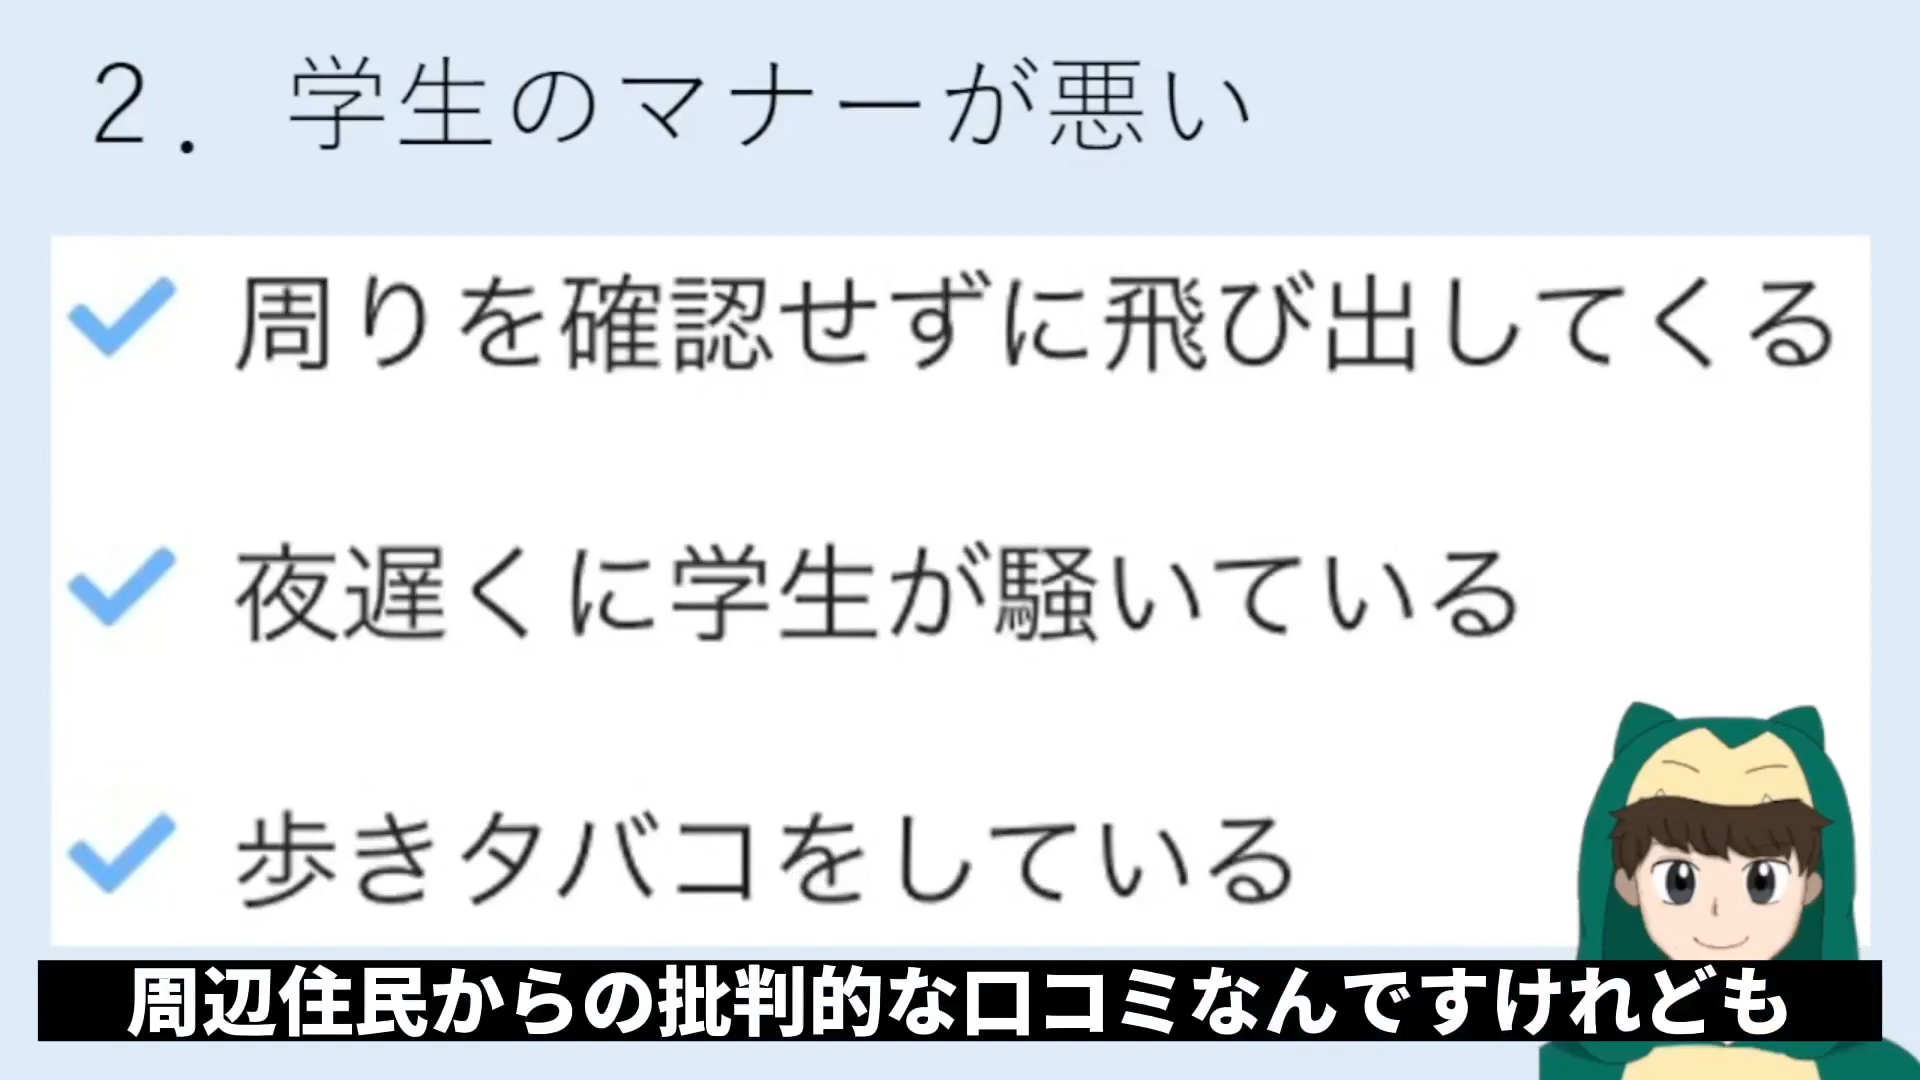 2． 学生のマナーが悪い
周りを確認せずに飛び出してくる
夜遅くに学生が騒いている
歩きタバコをしている
周辺住民からの批判的な口コミなんですけれども